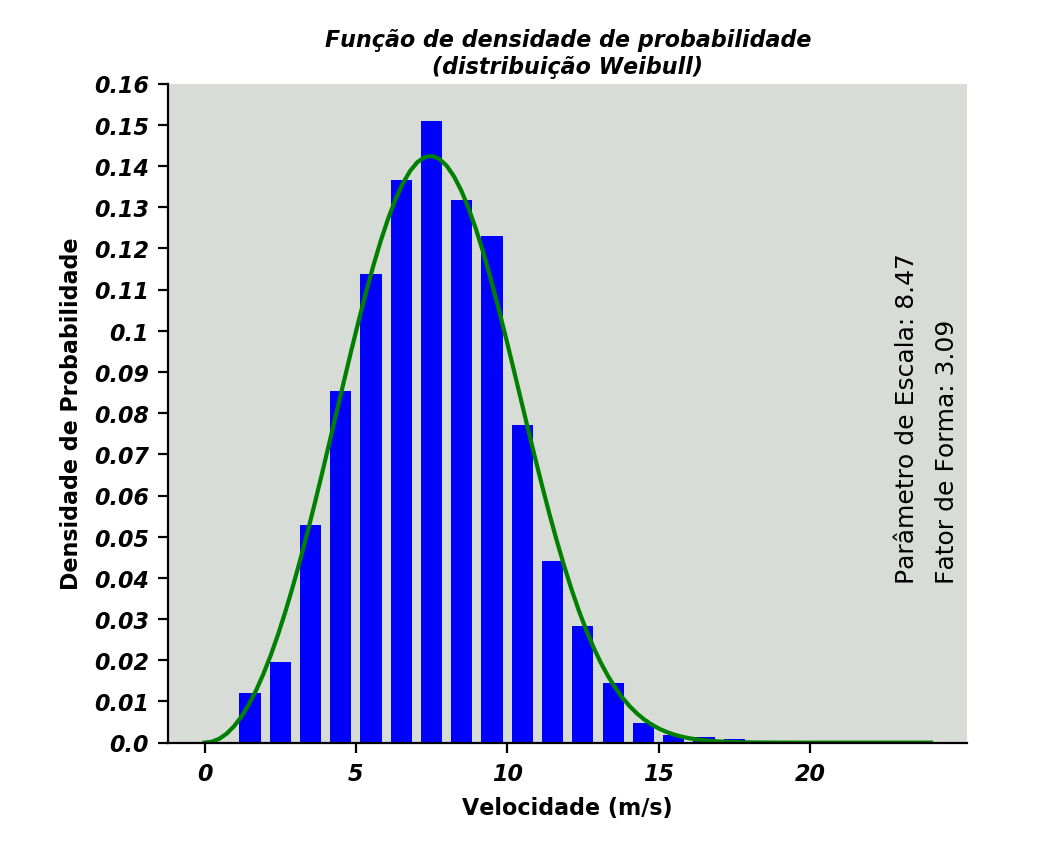 Função de densidade de probabilidade
(distribuição Weibull)
0.16
0.15
0.14
0.13
0.12
0.11
0.1
0.09
0.08
0.07
0.06
0.05
0.04
0.03
0.02
0.01
0.0
Densidade de Probabilidade
0 5 10 15 20
Velocidade (m/s)
Parâmetro de Escala: 8.47
Fator de Forma: 3.09